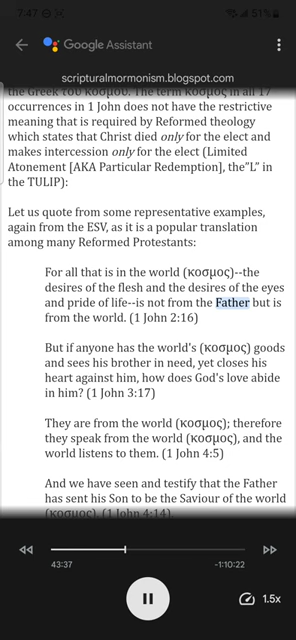 7:47
51%
Google Assistant
scripturalmormonism.blogspot.com
the Greek τοῦ κόσμου. The term κοσμος in all 17
occurrences in 1 John does not have the restrictive
meaning that is required by Reformed theology
which states that Christ died only for the elect and
makes intercession only for the elect (Limited
Atonement [AKA Particular Redemption], the”L” in
the TULIP):
Let us quote from some representative examples,
again from the ESV, as it is a popular translation
among many Reformed Protestants:
For all that is in the world (κοσμος)--the
desires of the flesh and the desires of the eyes
and pride of life--is not from the Father but is
from the world. (1 John 2:16)
But if anyone has the world's (κοσμος) goods
and sees his brother in need, yet closes his
heart against him, how does God's love abide
in him? (1 John 3:17)
They are from the world (κοσμος); therefore
they speak from the world (κοσμος), and the
world listens to them. (1 John 4:5)
And we have seen and testify that the Father
has sent his Son to be the Saviour of the world
(κοσμος). (1 John 4:14)
43:37
-1:10:22
1.5x